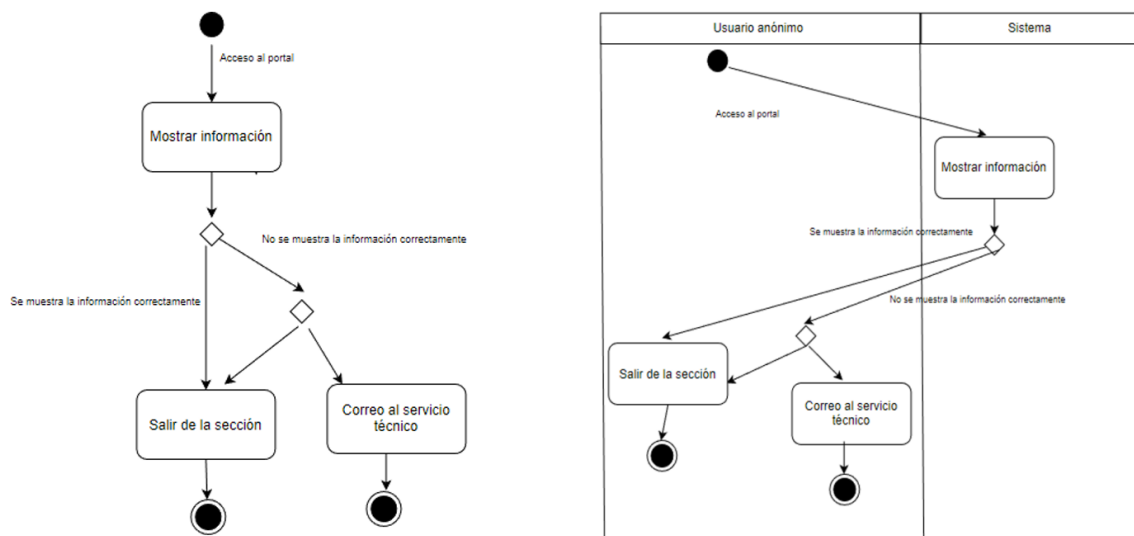 Acceso al portal
Mostrar información
No se muestra la información correctamente
Se muestra la información correctamente
Salir de la sección
Correo al servicio
técnico
Usuario anónimo
Sistema
Acceso al portal
Mostrar información
Se muestra la información correctamente
No se muestra la información correctamente
Salir de la sección
Correo al servicio
técnico